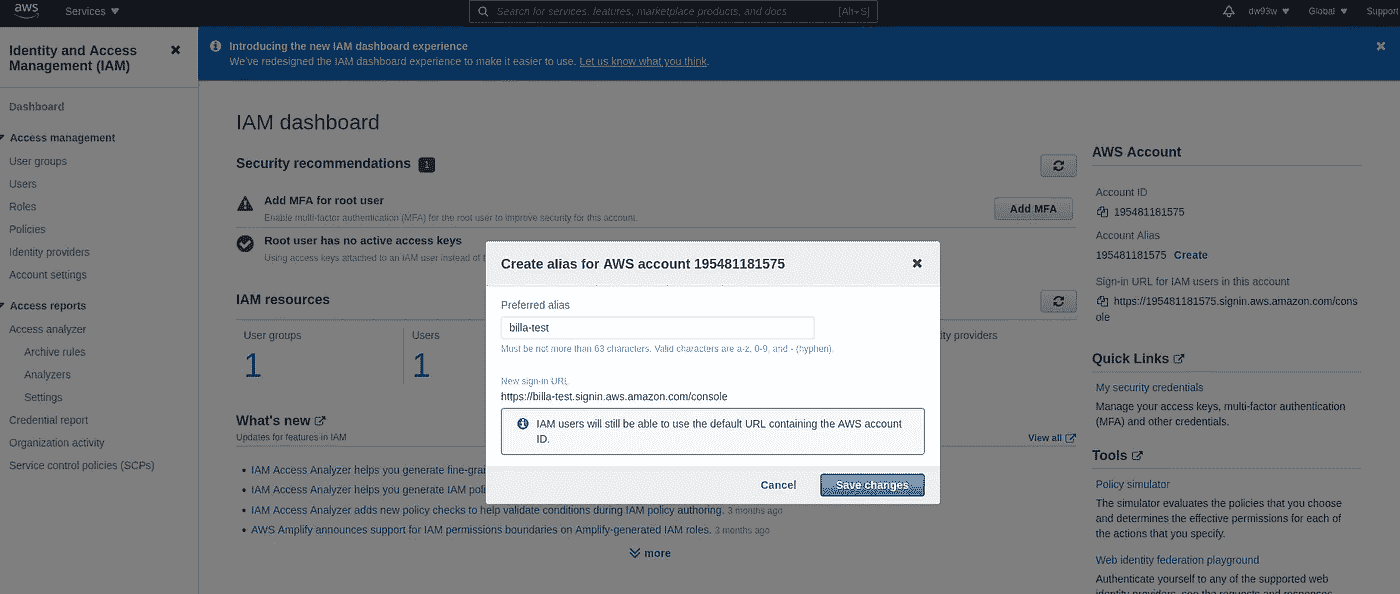 aws
Services
Search for services, features, marketplace products, and docs
[Alt+S]
dw93w
Global
Support
Identity and Access
Management (IAM)
Introducing the new IAM dashboard experience
We've redesigned the IAM dashboard experience to make it easier to use. Let us know what you think.
Dashboard
Access management
User groups
Users
Roles
Policies
Identity providers
Account settings
Access reports
Access analyzer
Archive rules
Analyzers
Settings
Credential report
Organization activity
Service control policies (SCPs)
IAM dashboard
Security recommendations 1
Add MFA for root user
Enable multi-factor authentication (MFA) for the root user to improve security for this account.
Add MFA
Root user has no active access keys
Using access keys attached to an IAM user instead of
IAM resources
User groups
1
Users
1
providers
What's new
Updates for features in IAM
View all
IAM Access Analyzer helps you generate
IAM Access Analyzer helps you generate IAM
IAM Access Analyzer adds new policy checks to help validate conditions during IAM policy authoring. 3 months ago
AWS Amplify announces support for IAM permissions boundaries on Amplify-generated IAM roles. 3 months ago
more
Create alias for AWS account 195481181575
Preferred alias
billa-test
Must be not more than 63 characters. Valid characters are a-z, 0-9, and - (hyphen).
New sign-in URL
https://billa-test.signin.aws.amazon.com/console
IAM users will still be able to use the default URL containing the AWS account
ID.
Cancel
Save changes
AWS Account
Account ID
195481181575
Account Alias
195481181575 Create
Sign-in URL for IAM users in this account
https://195481181575.signin.aws.amazon.com/cons
ole
Quick Links
My security credentials
Manage your access keys, multi-factor authentication
(MFA) and other credentials.
Tools
Policy simulator
The simulator evaluates the policies that you choose
and determines the effective permissions for each of
the actions that you specify.
Web identity federation playground
Authenticate yourself to any of the supported web